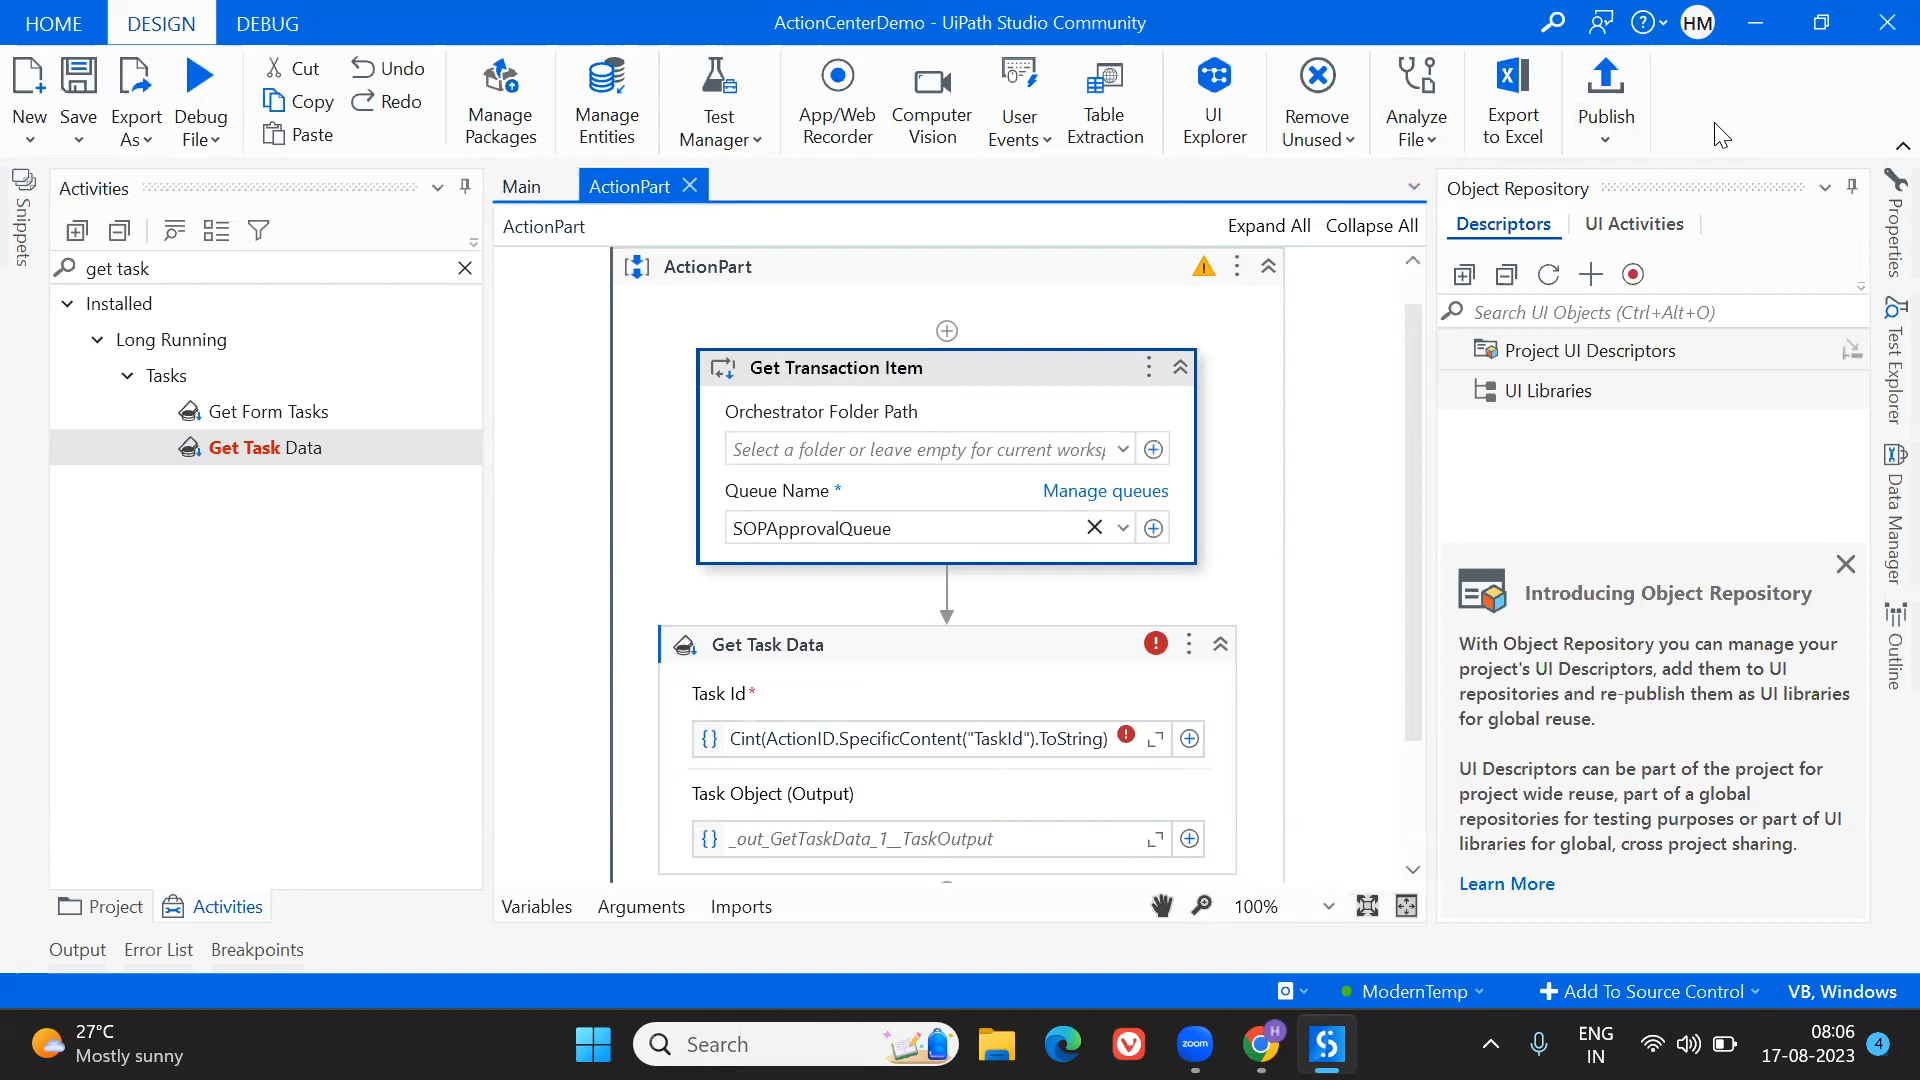 HOME
DESIGN
DEBUG
ActionCenterDemo - UiPath Studio Community
HM
New
Save
Export
As
Debug
File
Cut
Copy
Paste
Undo
Redo
Manage
Packages
Manage
Entities
Test
Manager
App/Web
Recorder
Computer
Vision
User
Events
Table
Extraction
UI
Explorer
Remove
Unused
Analyze
File
Export
to Excel
Publish
Snippets
Activities
get task
Installed
Long Running
Tasks
Get Form Tasks
Get Task Data
Project
Activities
Main
ActionPart
ActionPart
Expand All
Collapse All
ActionPart
Get Transaction Item
Orchestrator Folder Path
Select a folder or leave empty for current worksp
Queue Name *
Manage queues
SOPApprovalQueue
Get Task Data
Task Id*
Cint(ActionID.SpecificContent("TaskId").ToString)
Task Object (Output)
_out_GetTaskData_1__TaskOutput
Variables
Arguments
Imports
100%
Object Repository
Descriptors
UI Activities
Search UI Objects (Ctrl+Alt+O)
Project UI Descriptors
UI Libraries
Introducing Object Repository
With Object Repository you can manage your
project's UI Descriptors, add them to UI
repositories and re-publish them as UI libraries
for global reuse.
UI Descriptors can be part of the project for
project wide reuse, part of a global
repositories for testing purposes or part of UI
libraries for global, cross project sharing.
Learn More
Properties
Test Explorer
Data Manager
Outline
Output
Error List
Breakpoints
ModernTemp
Add To Source Control
VB, Windows
27°C
Mostly sunny
Search
zoom
H
ENG
IN
08:06
17-08-2023
4